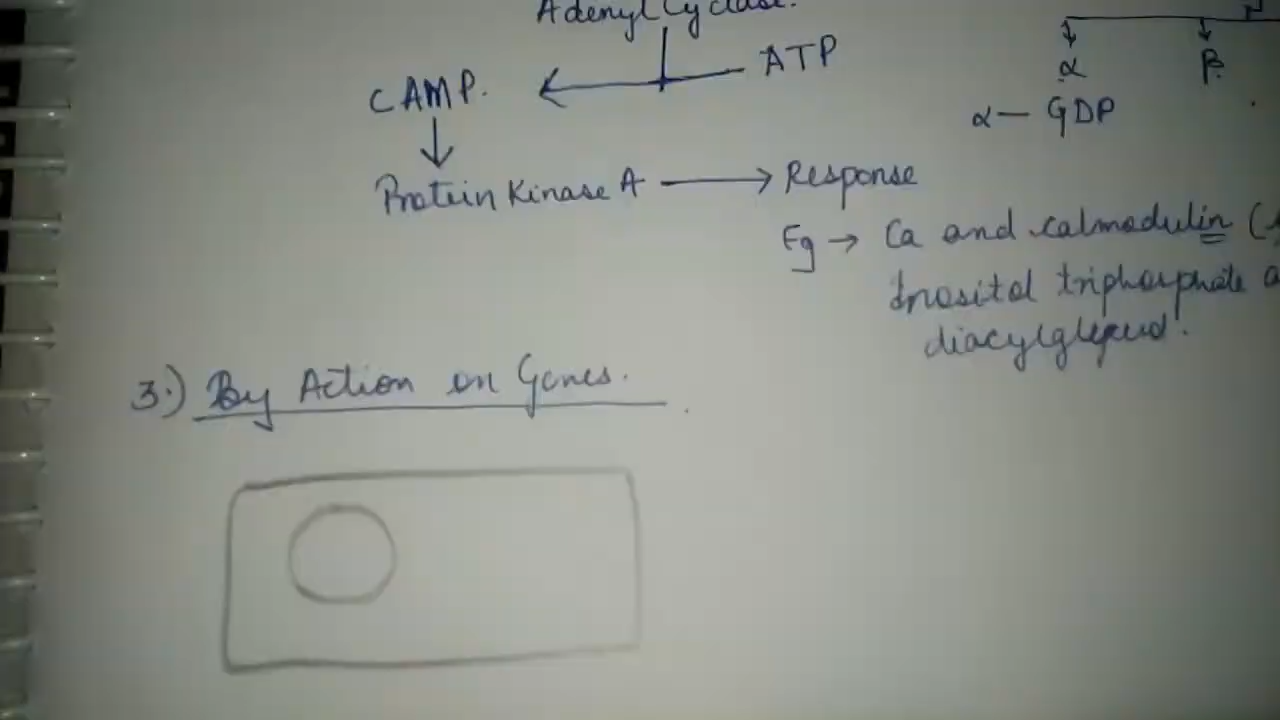 Adenyl Cyclase.
CAMP. ATP
α β
α — GDP
Protein Kinase A → Response
Eg → Ca and calmodulin (
Inositol triphosphate a
diacylglycerol.
3.) By Action on Genes.